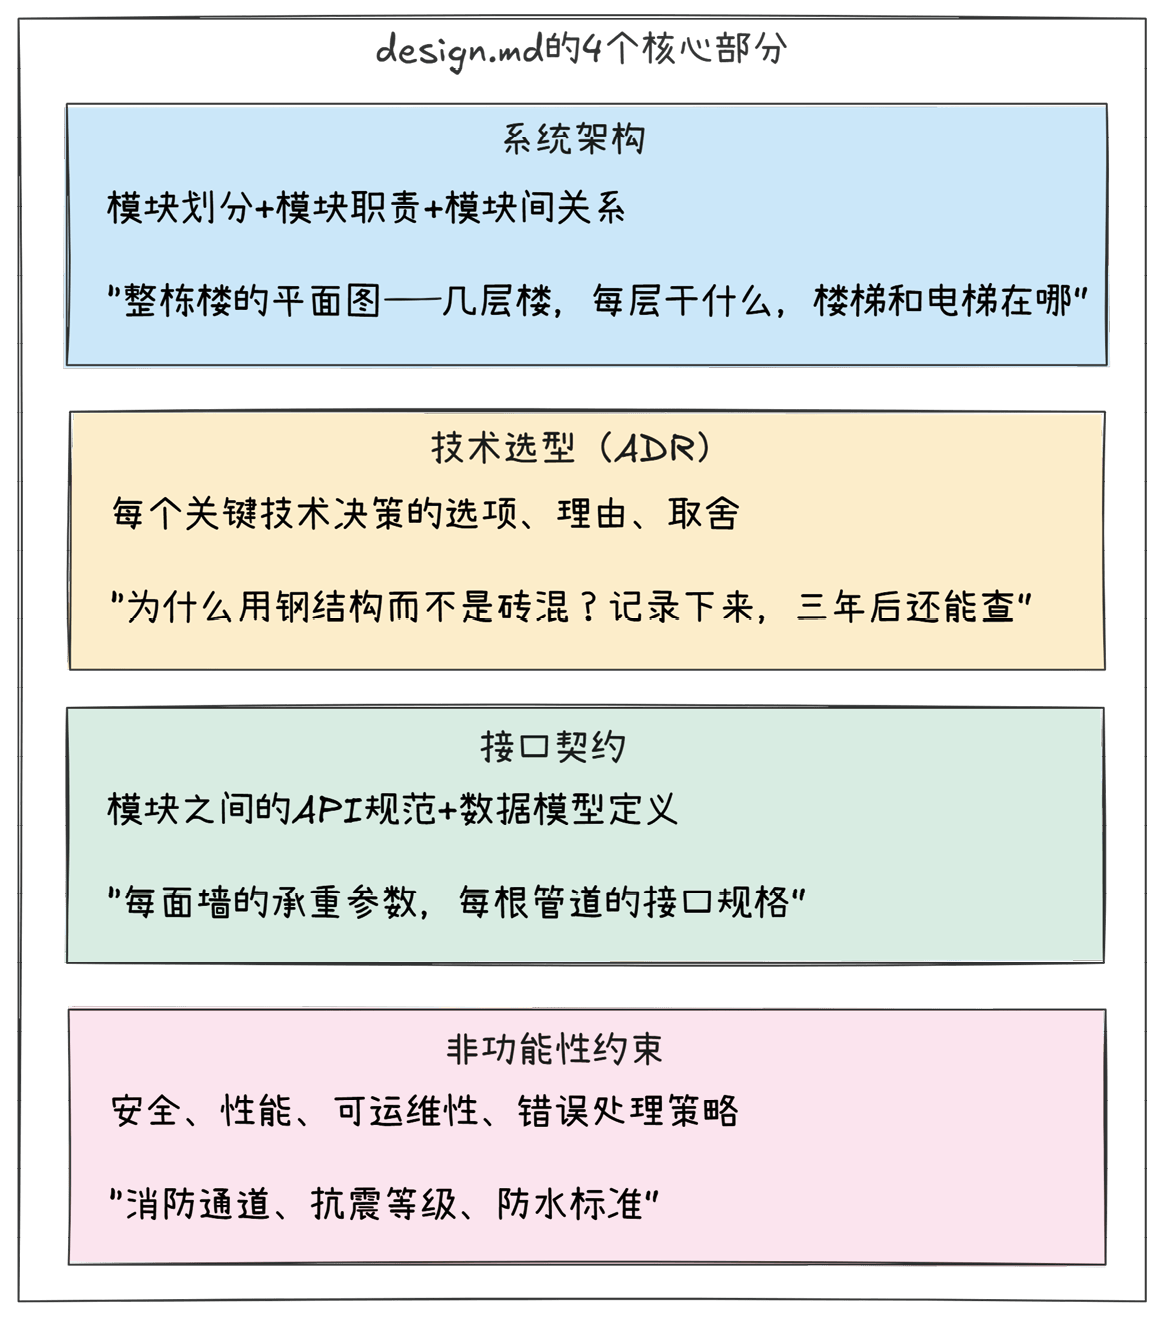 design.md的4个核心部分
系统架构
模块划分+模块职责+模块间关系
"整栋楼的平面图——几层楼，每层干什么，楼梯和电梯在哪"
技术选型（ADR）
每个关键技术决策的选项、理由、取舍
"为什么用钢结构而不是砖混？记录下来，三年后还能查"
接口契约
模块之间的API规范+数据模型定义
"每面墙的承重参数，每根管道的接口规格"
非功能性约束
安全、性能、可运维性、错误处理策略
"消防通道、抗震等级、防水标准"